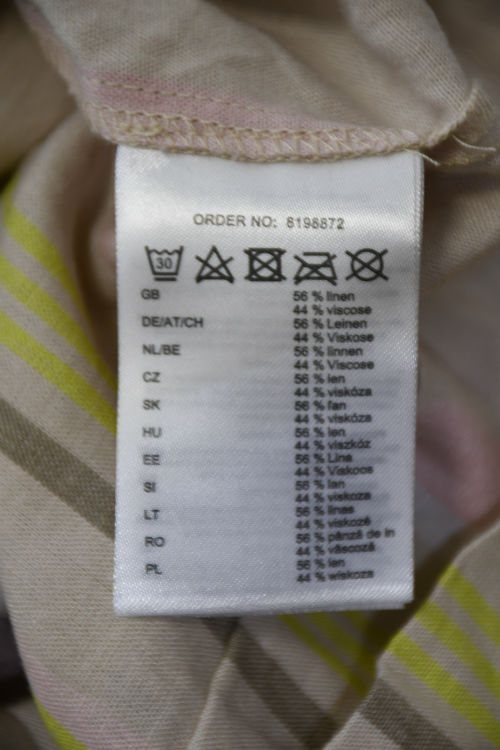 ORDER NO: 8198872
30
GB 56 % linen
44 % viscose
DE/AT/CH 56 % Leinen
44 % Viskose
NL/BE 56 % linnen
44 % Viscose
CZ 56 % len
44 % viskóza
SK 56 % ľan
44 % viskóza
HU 56 % len
44 % viszkóz
EE 56 % Lina
44 % Viskoos
SI 56 % lan
44 % viskoza
LT 56 % linas
44 % viskozė
RO 56 % pânză de in
44 % vâscoză
PL 56 % len
44 % wiskoza